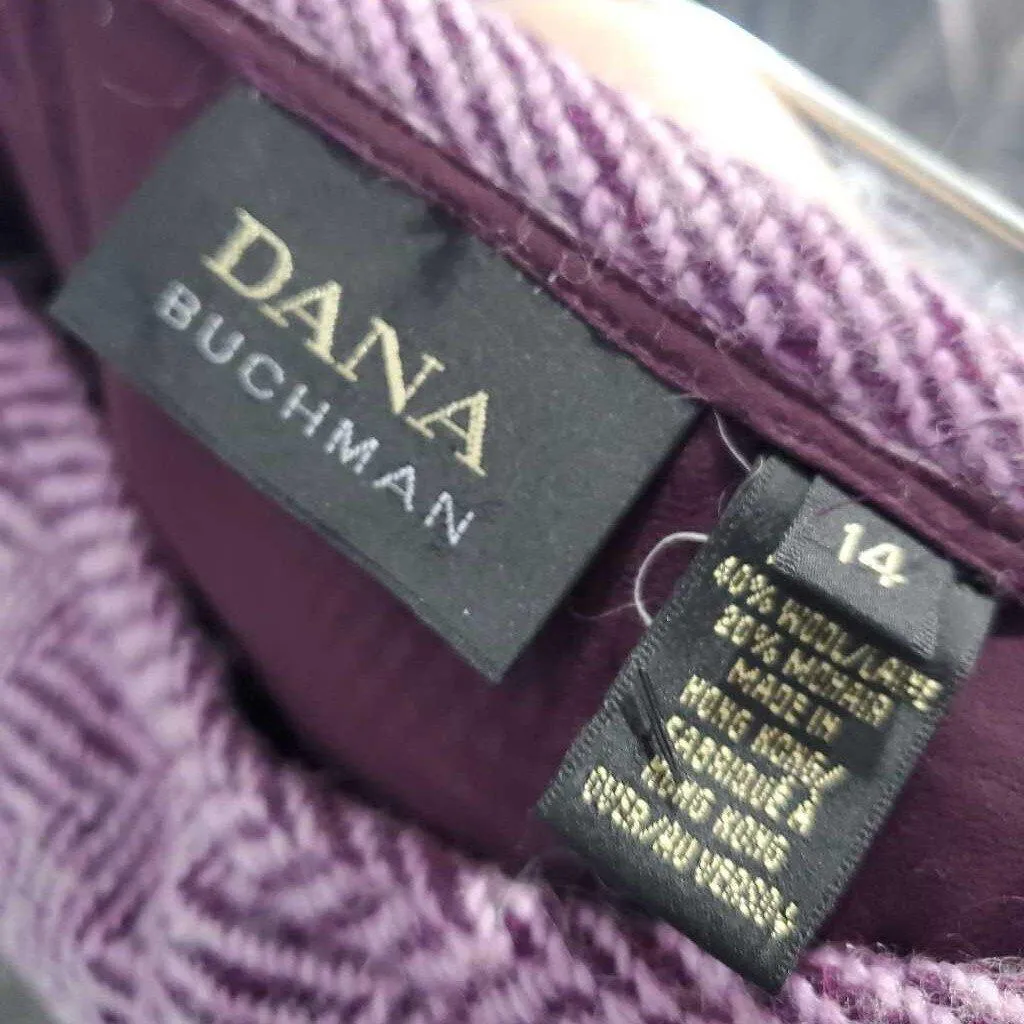 DANA
BUCHMAN
14
40% WOOL/LAINE
20% MOHAIR
MADE IN
HONG KONG/
FABRIQUÉ À
HONG KONG
OVER/AU VERSO